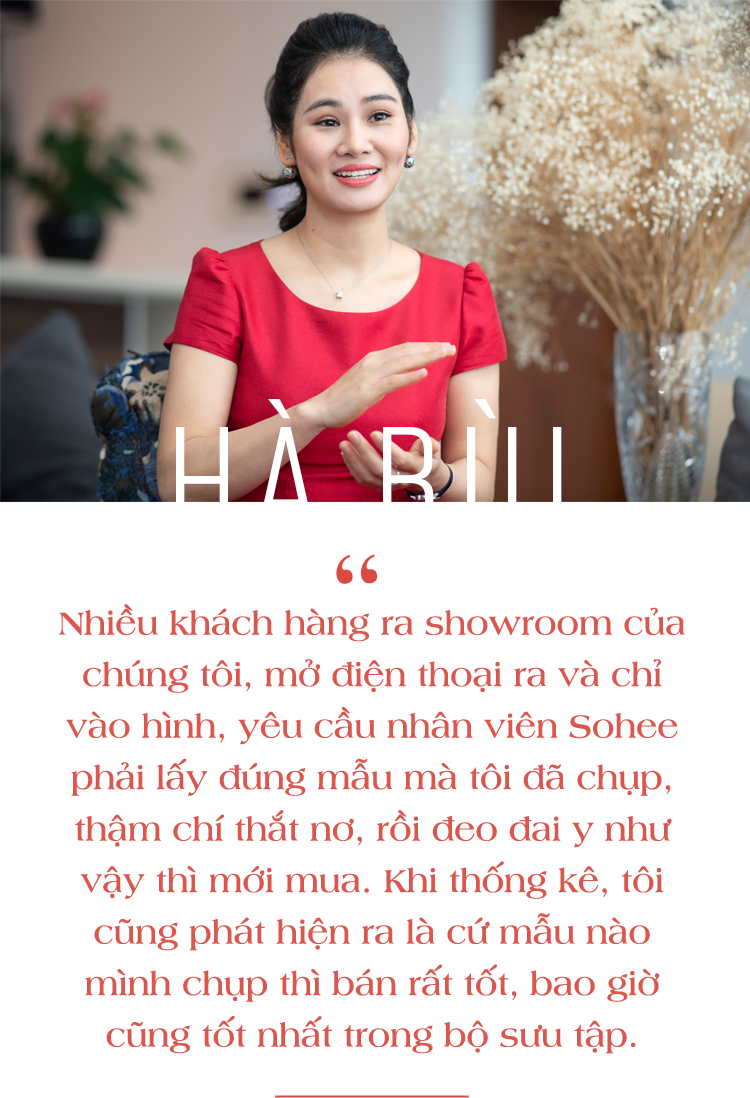 HÀ BÙI
“
Nhiều khách hàng ra showroom của
chúng tôi, mở điện thoại ra và chỉ
vào hình, yêu cầu nhân viên Sohee
phải lấy đúng mẫu mà tôi đã chụp,
thậm chí thắt nơ, rồi đeo đai y như
vậy thì mới mua. Khi thống kê, tôi
cũng phát hiện ra là cứ mẫu nào
mình chụp thì bán rất tốt, bao giờ
cũng tốt nhất trong bộ sưu tập.